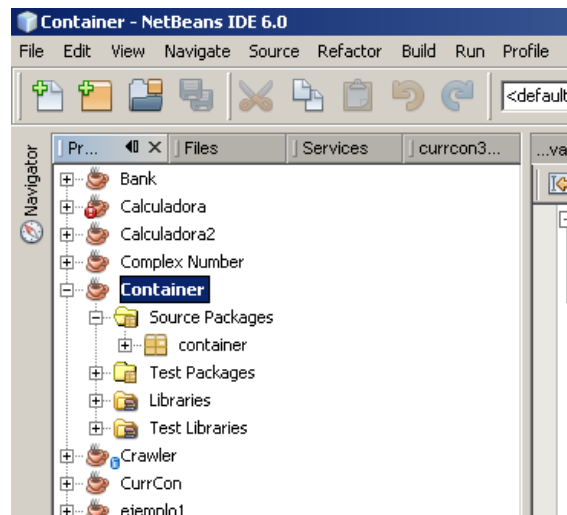 Container - NetBeans IDE 6.0
File Edit View Navigate Source Refactor Build Run Profile
<default
Navigator
Pr... Files Services currcon3... ...va
Bank
Calculadora
Calculadora2
Complex Number
Container
Source Packages
container
Test Packages
Libraries
Test Libraries
Crawler
CurrCon
ejemplo1